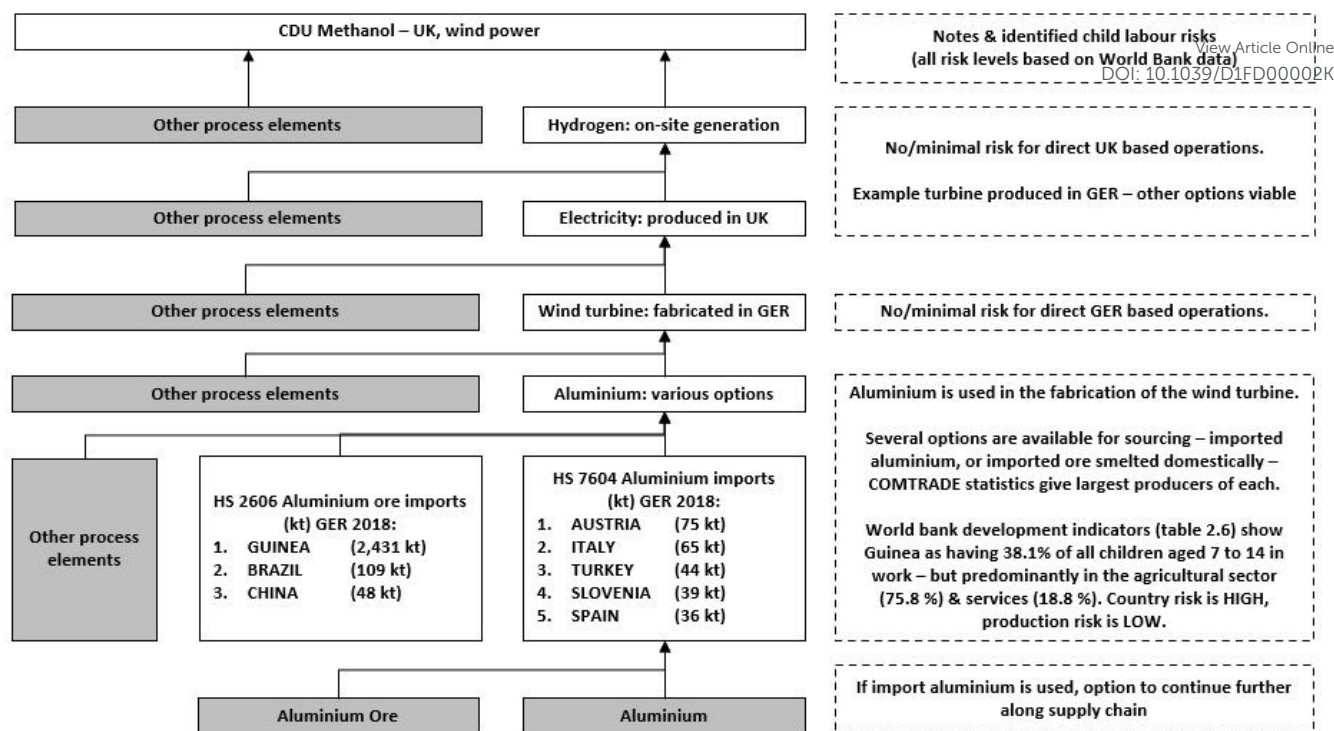 CDU Methanol – UK, wind power
Notes & identified child labour risks
(all risk levels based on World Bank data)
View Article Online
DOI: 10.1039/D1FD00002K
Other process elements
Hydrogen: on-site generation
No/minimal risk for direct UK based operations.
Example turbine produced in GER – other options viable
Other process elements
Electricity: produced in UK
Other process elements
Wind turbine: fabricated in GER
No/minimal risk for direct GER based operations.
Other process elements
Aluminium: various options
Aluminium is used in the fabrication of the wind turbine.
Several options are available for sourcing – imported
aluminium, or imported ore smelted domestically –
COMTRADE statistics give largest producers of each.
World bank development indicators (table 2.6) show
Guinea as having 38.1% of all children aged 7 to 14 in
work – but predominantly in the agricultural sector
(75.8 %) & services (18.8 %). Country risk is HIGH,
production risk is LOW.
Other process
elements
HS 2606 Aluminium ore imports
(kt) GER 2018:
1. GUINEA (2,431 kt)
2. BRAZIL (109 kt)
3. CHINA (48 kt)
HS 7604 Aluminium imports
(kt) GER 2018:
1. AUSTRIA (75 kt)
2. ITALY (65 kt)
3. TURKEY (44 kt)
4. SLOVENIA (39 kt)
5. SPAIN (36 kt)
Aluminium Ore
Aluminium
If import aluminium is used, option to continue further
along supply chain